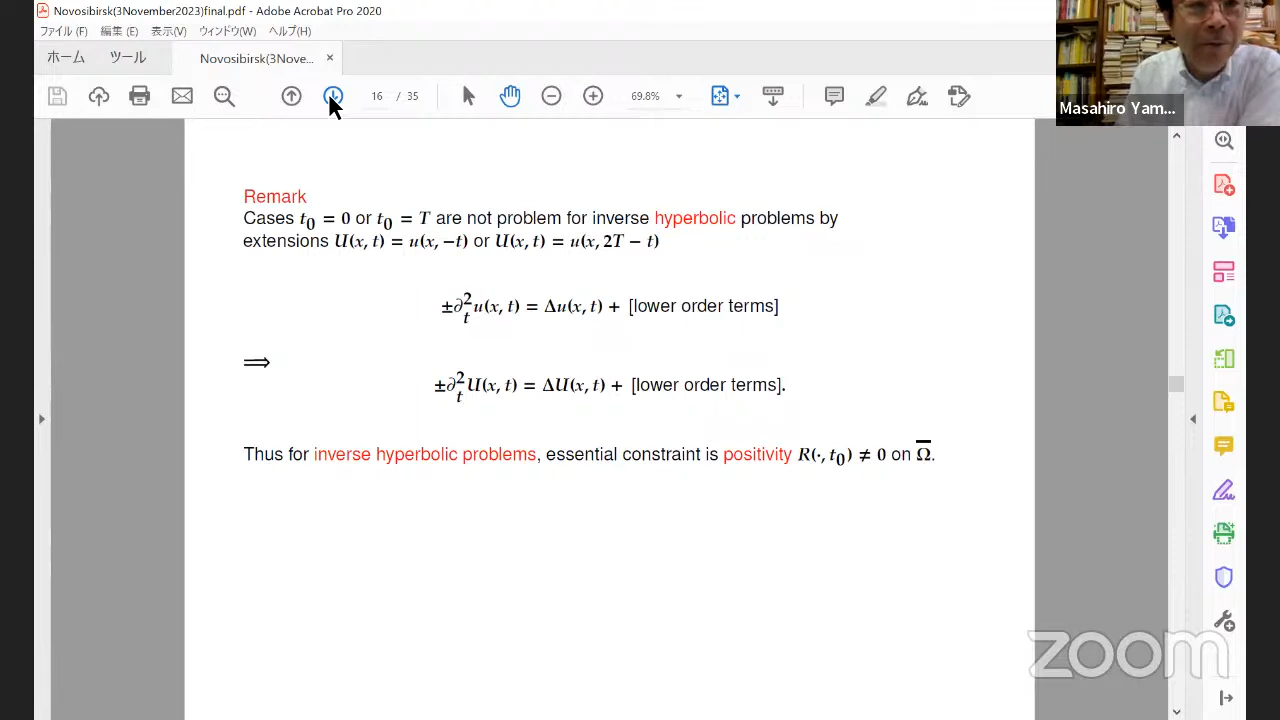 Novosibirsk(3November2023)final.pdf - Adobe Acrobat Pro 2020
ファイル(F) 編集(E) 表示(V) ウィンドウ(W) ヘルプ(H)
ホーム ツール Novosibirsk(3Nove... ×
16 / 35 69.8%
Masahiro Yam...
Remark
Cases t₀ = 0 or t₀ = T are not problem for inverse hyperbolic problems by
extensions U(x, t) = u(x, −t) or U(x, t) = u(x, 2T − t)
±∂ₜ²u(x, t) = Δu(x, t) + [lower order terms]
⟹
±∂ₜ²U(x, t) = ΔU(x, t) + [lower order terms].
Thus for inverse hyperbolic problems, essential constraint is positivity R(·, t₀) ≠ 0 on Ω̅.
zoom